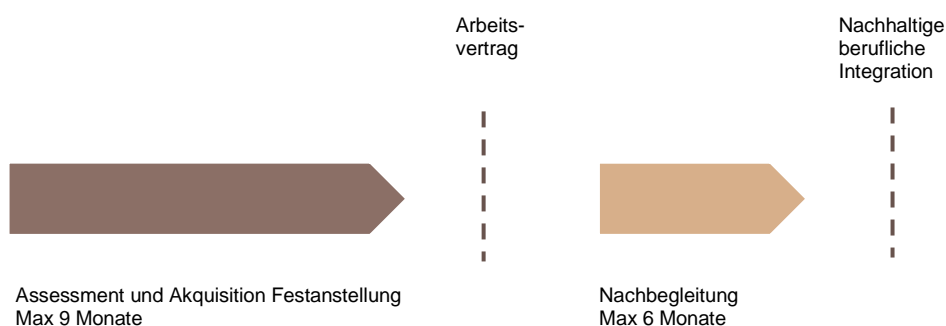 Arbeits-
vertrag
Nachhaltige
berufliche
Integration
Assessment und Akquisition Festanstellung
Max 9 Monate
Nachbegleitung
Max 6 Monate